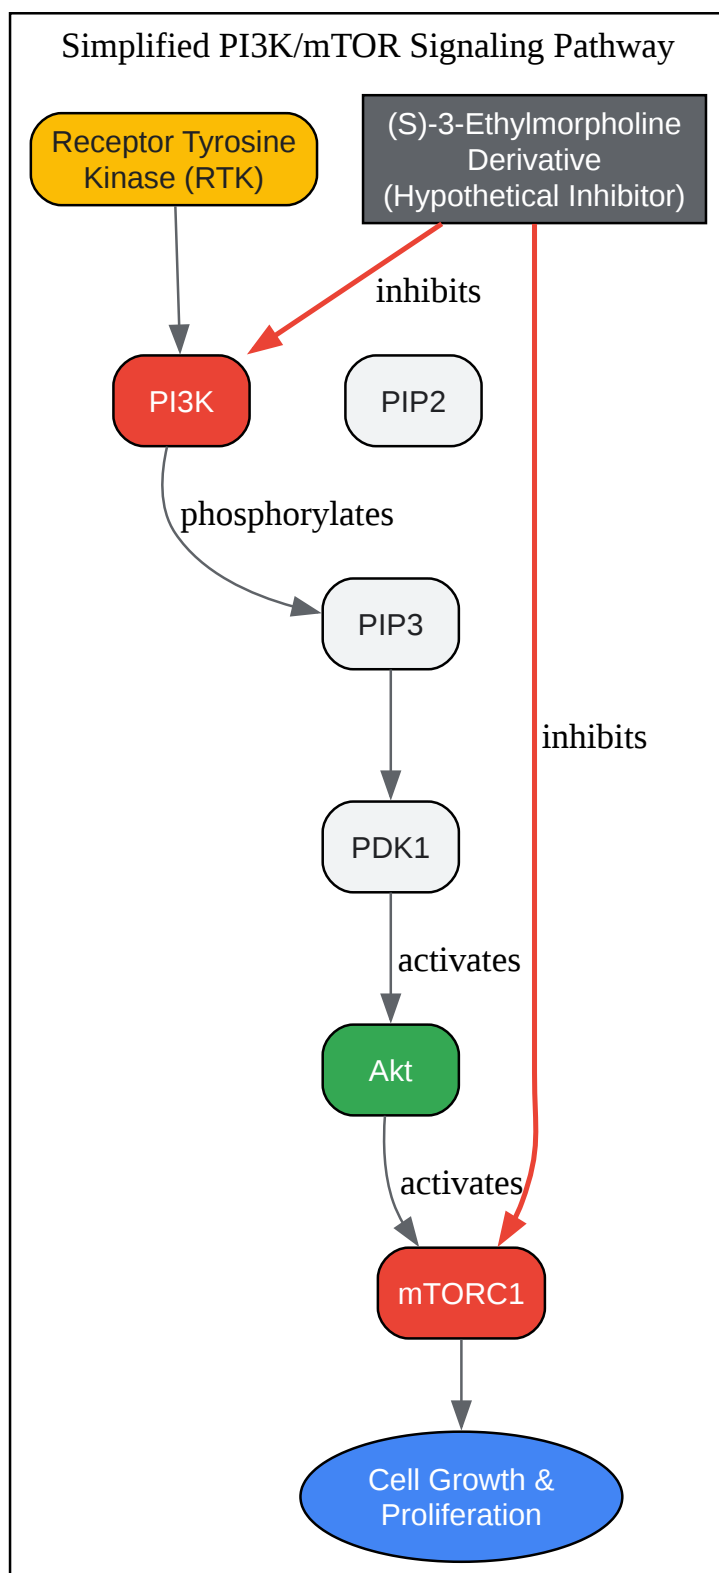 Simplified PI3K/mTOR Signaling Pathway
Receptor Tyrosine
Kinase (RTK)
(S)-3-Ethylmorpholine
Derivative
(Hypothetical Inhibitor)
inhibits
PI3K
PIP2
phosphorylates
PIP3
inhibits
PDK1
activates
Akt
activates
mTORC1
Cell Growth &
Proliferation